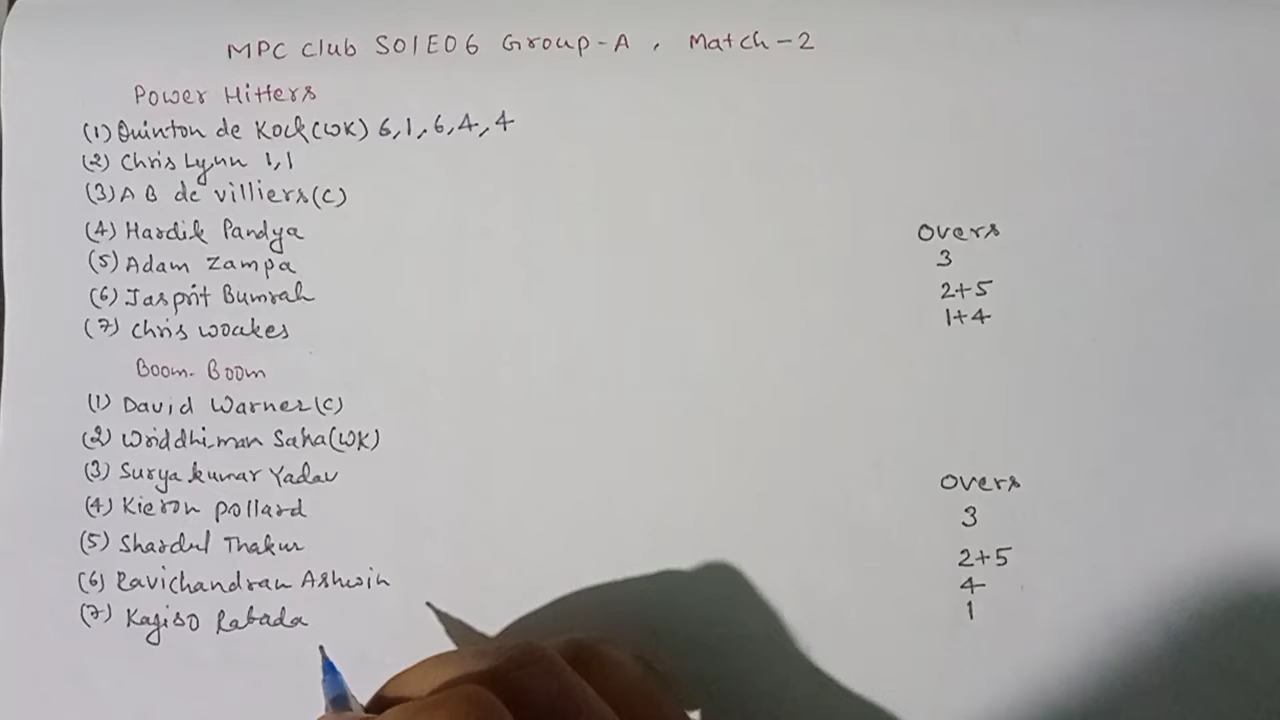 MPC Club S01E06 Group-A, Match-2
Power Hitters
(1) Quinton de Kock(WK) 6,1,6,4,4
(2) Chris Lynn 1,1
(3) A B de villiers(C)
(4) Hardik Pandya
Overs
(5) Adam Zampa 3
(6) Jasprit Bumrah 2+5
(7) Chris woakes 1+4
Boom-Boom
(1) David Warner(C)
(2) Wriddhi-man Saha(WK)
(3) Surya kumar Yadav
Overs
(4) Kieron pollard 3
(5) Shardul Thakur 2+5
(6) Ravichandran Ashwin 4
(7) Kagiso Rabada 1